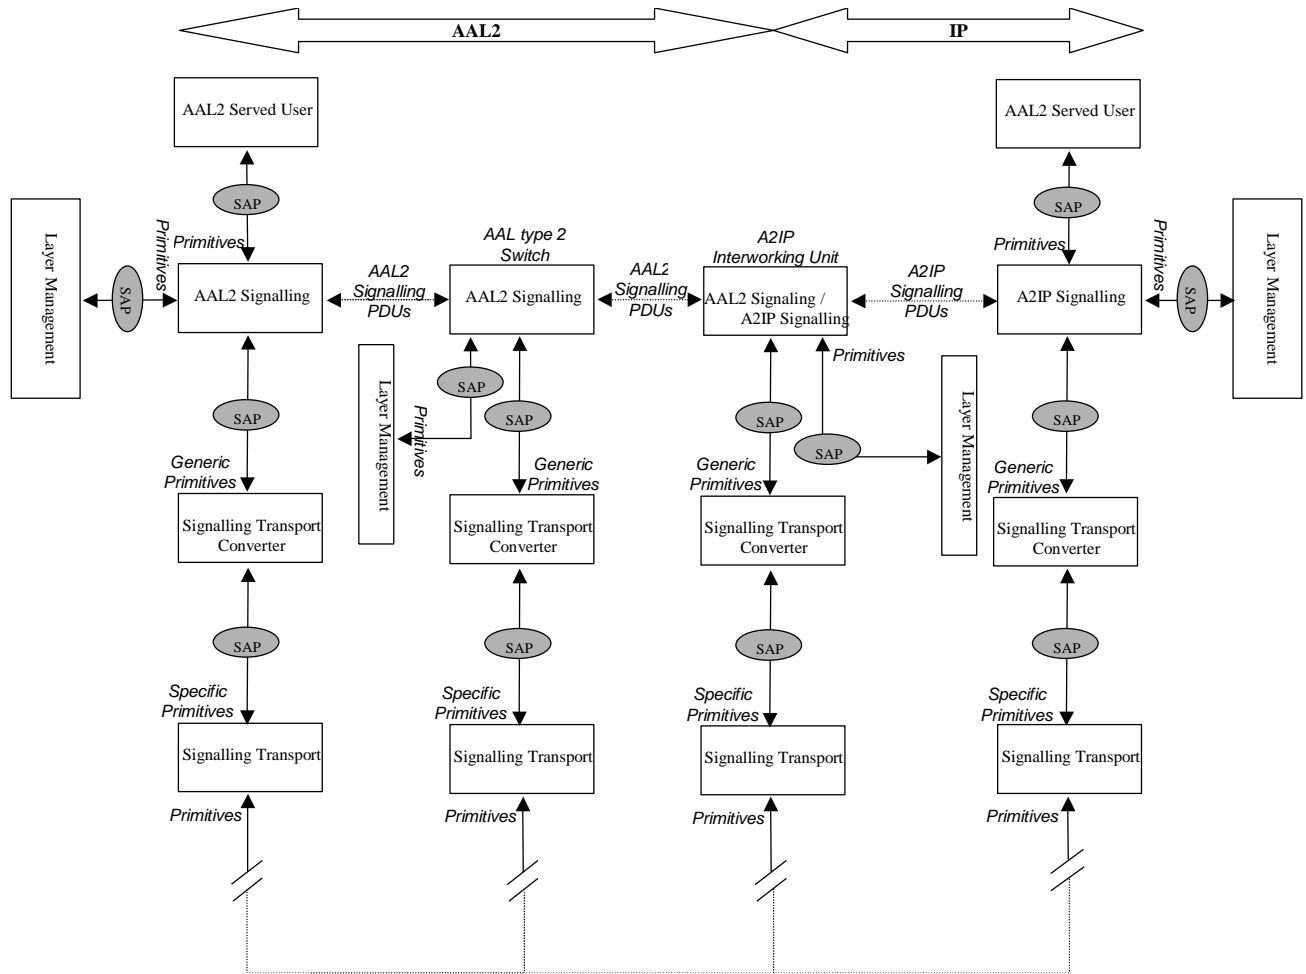 AAL2
IP
AAL2 Served User
AAL2 Served User
SAP
SAP
Layer Management
Primitives
Primitives
SAP
AAL type 2
Switch
A2IP
Interworking Unit
Primitives
Primitives
SAP
Layer Management
AAL2 Signalling
AAL2
Signalling
PDUs
AAL2 Signalling
AAL2
Signalling
PDUs
AAL2 Signaling /
A2IP Signalling
A2IP
Signalling
PDUs
A2IP Signalling
Layer Management
Primitives
SAP
Primitives
Layer Management
SAP
SAP
SAP
SAP
SAP
SAP
Generic
Primitives
Generic
Primitives
Generic
Primitives
Generic
Primitives
Signalling Transport
Converter
Signalling Transport
Converter
Signalling Transport
Converter
Signalling Transport
Converter
SAP
SAP
SAP
SAP
Specific
Primitives
Specific
Primitives
Specific
Primitives
Specific
Primitives
Signalling Transport
Signalling Transport
Signalling Transport
Signalling Transport
Primitives
Primitives
Primitives
Primitives